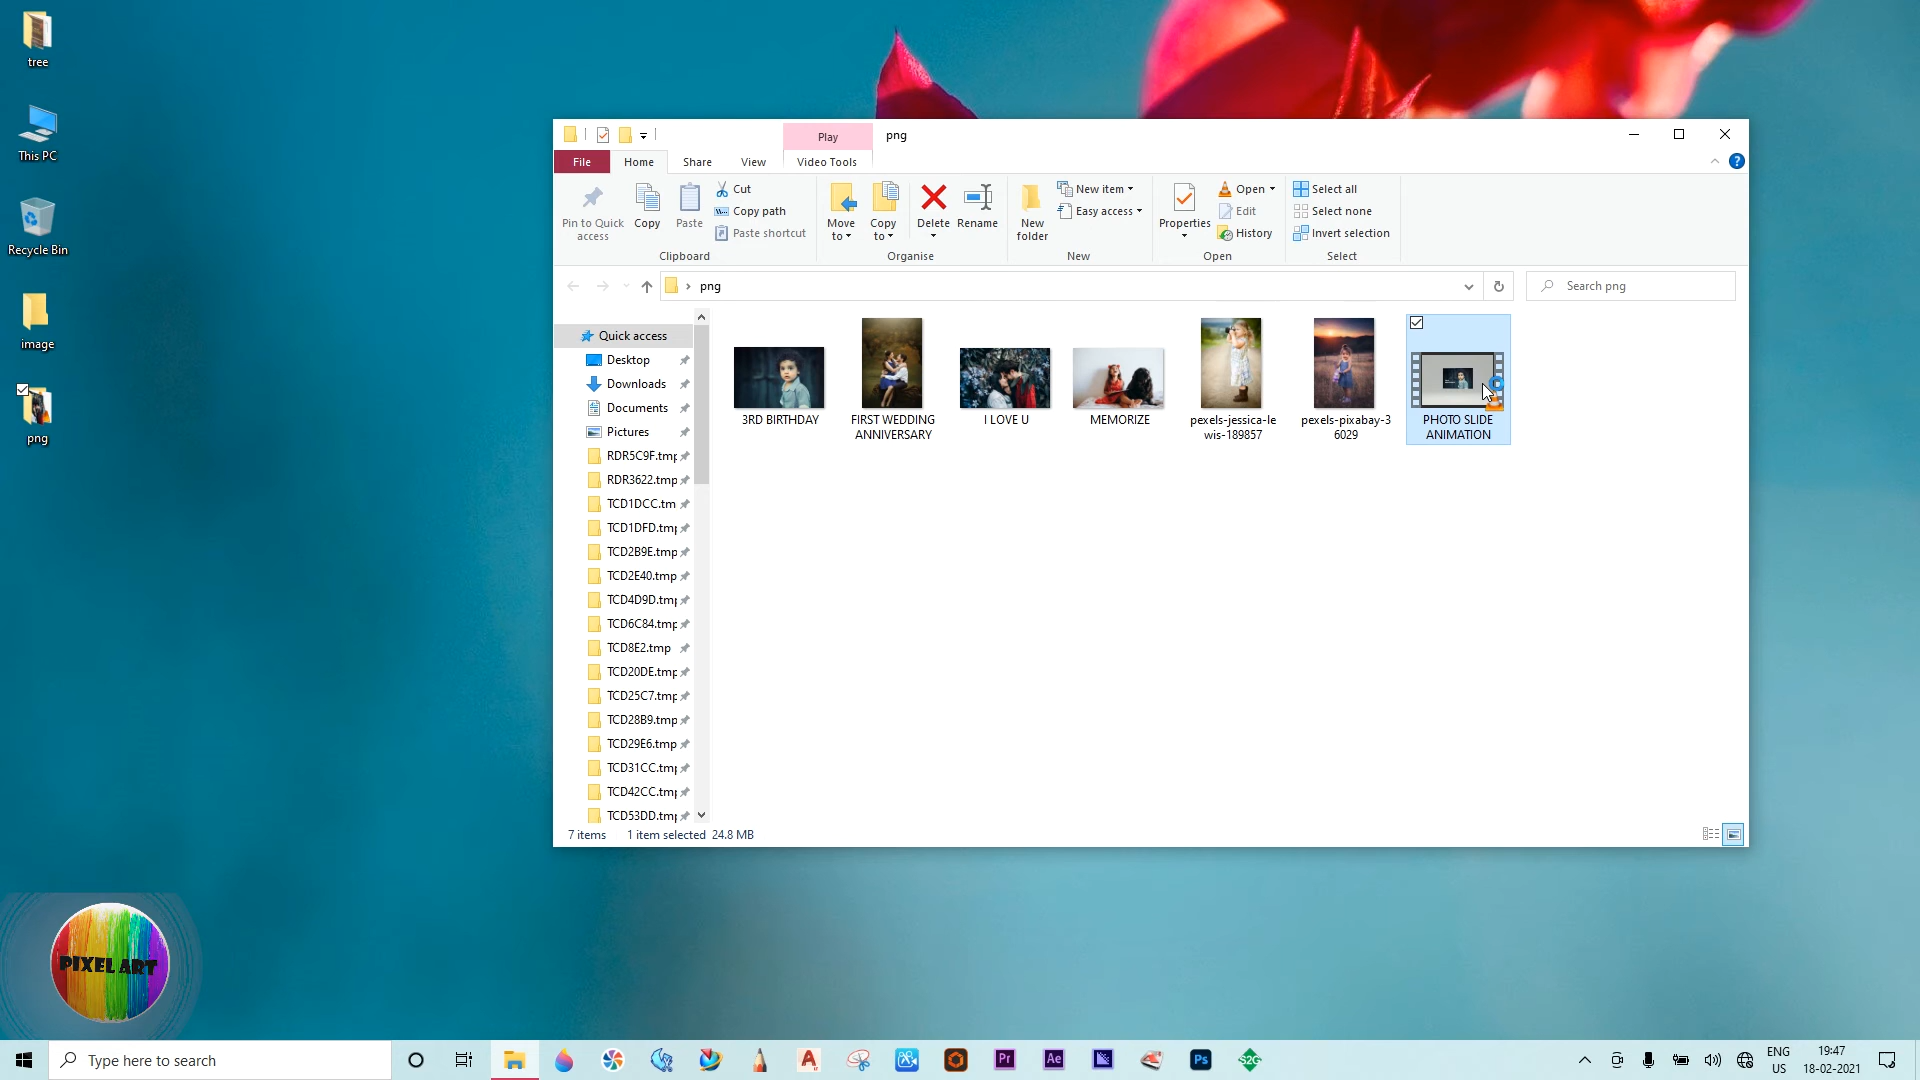 tree
This PC
Recycle Bin
image
png
Play
png
File
Home
Share
View
Video Tools
Pin to Quick
access
Copy
Paste
Cut
Copy path
Paste shortcut
Clipboard
Move
to
Copy
to
Delete
Rename
Organise
New
folder
New item
Easy access
New
Properties
Open
Edit
History
Open
Select all
Select none
Invert selection
Select
png
Search png
Quick access
Desktop
Downloads
Documents
Pictures
RDR5C9F.tmp
RDR3622.tmp
TCD1DCC.tm
TCD1DFD.tmp
TCD2B9E.tmp
TCD2E40.tmp
TCD4D9D.tmp
TCD6C84.tmp
TCD8E2.tmp
TCD20DE.tmp
TCD25C7.tmp
TCD28B9.tmp
TCD29E6.tmp
TCD31CC.tmp
TCD42CC.tmp
TCD53DD.tmp
3RD BIRTHDAY
FIRST WEDDING
ANNIVERSARY
I LOVE U
MEMORIZE
pexels-jessica-le
wis-189857
pexels-pixabay-3
6029
PHOTO SLIDE
ANIMATION
7 items
1 item selected 24.8 MB
PIXEL ART
Type here to search
Pr
Ae
Ps
S2G
ENG
US
19:47
18-02-2021